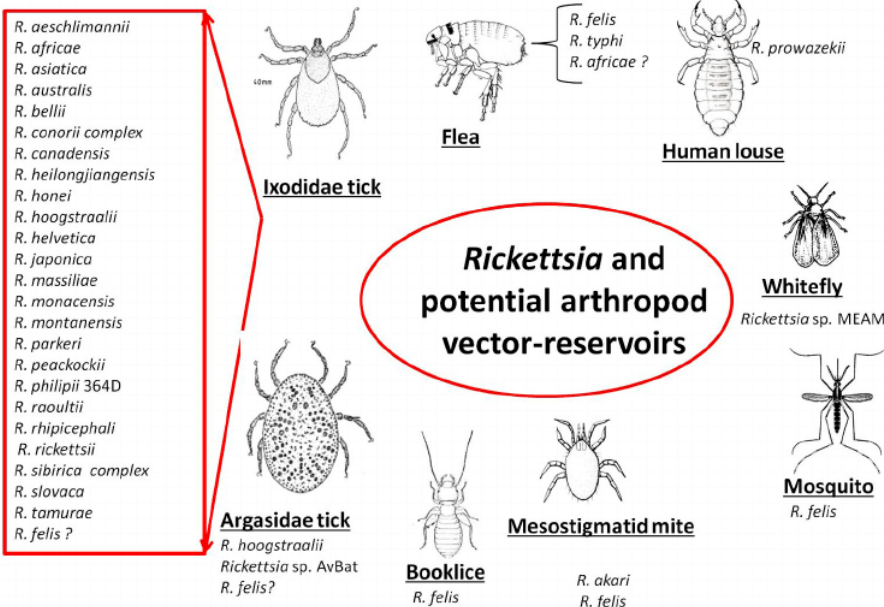 R. aeschlimannii
R. africae
R. asiatica
R. australis
R. bellii
R. conorii complex
R. canadensis
R. heilongjiangensis
R. honei
R. hoogstraalii
R. helvetica
R. japonica
R. massiliae
R. monacensis
R. montanensis
R. parkeri
R. peackockii
R. philipii 364D
R. raoultii
R. rhipicephali
R. rickettsii
R. sibirica complex
R. slovaca
R. tamurae
R. felis ?
40mm
Ixodidae tick
Flea
R. felis
R. typhi
R. africae ?
R. prowazekii
Human louse
Rickettsia and
potential arthropod
vector-reservoirs
Whitefly
Rickettsia sp. MEAM
Mosquito
R. felis
Argasidae tick
R. hoogstraalii
Rickettsia sp. AvBat
R. felis?
Booklice
R. felis
Mesostigmatid mite
R. akari
R. felis